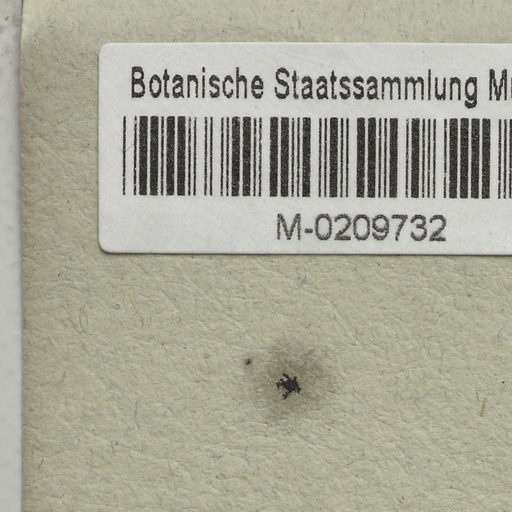 Botanische Staatssammlung
M-0209732